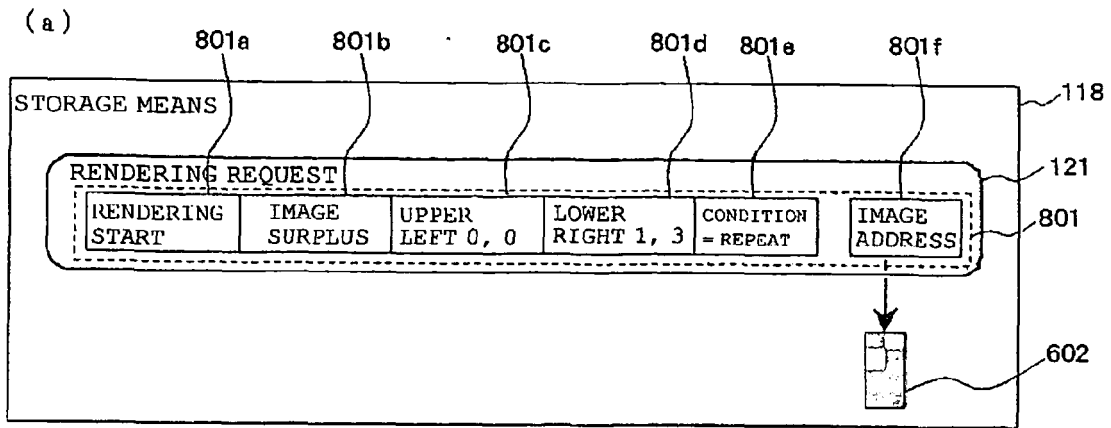 (a)
801a 801b 801c 801d 801e 801f
STORAGE MEANS
118
RENDERING REQUEST
121
RENDERING START
IMAGE SURPLUS
UPPER LEFT 0, 0
LOWER RIGHT 1, 3
CONDITION = REPEAT
IMAGE ADDRESS
801
602